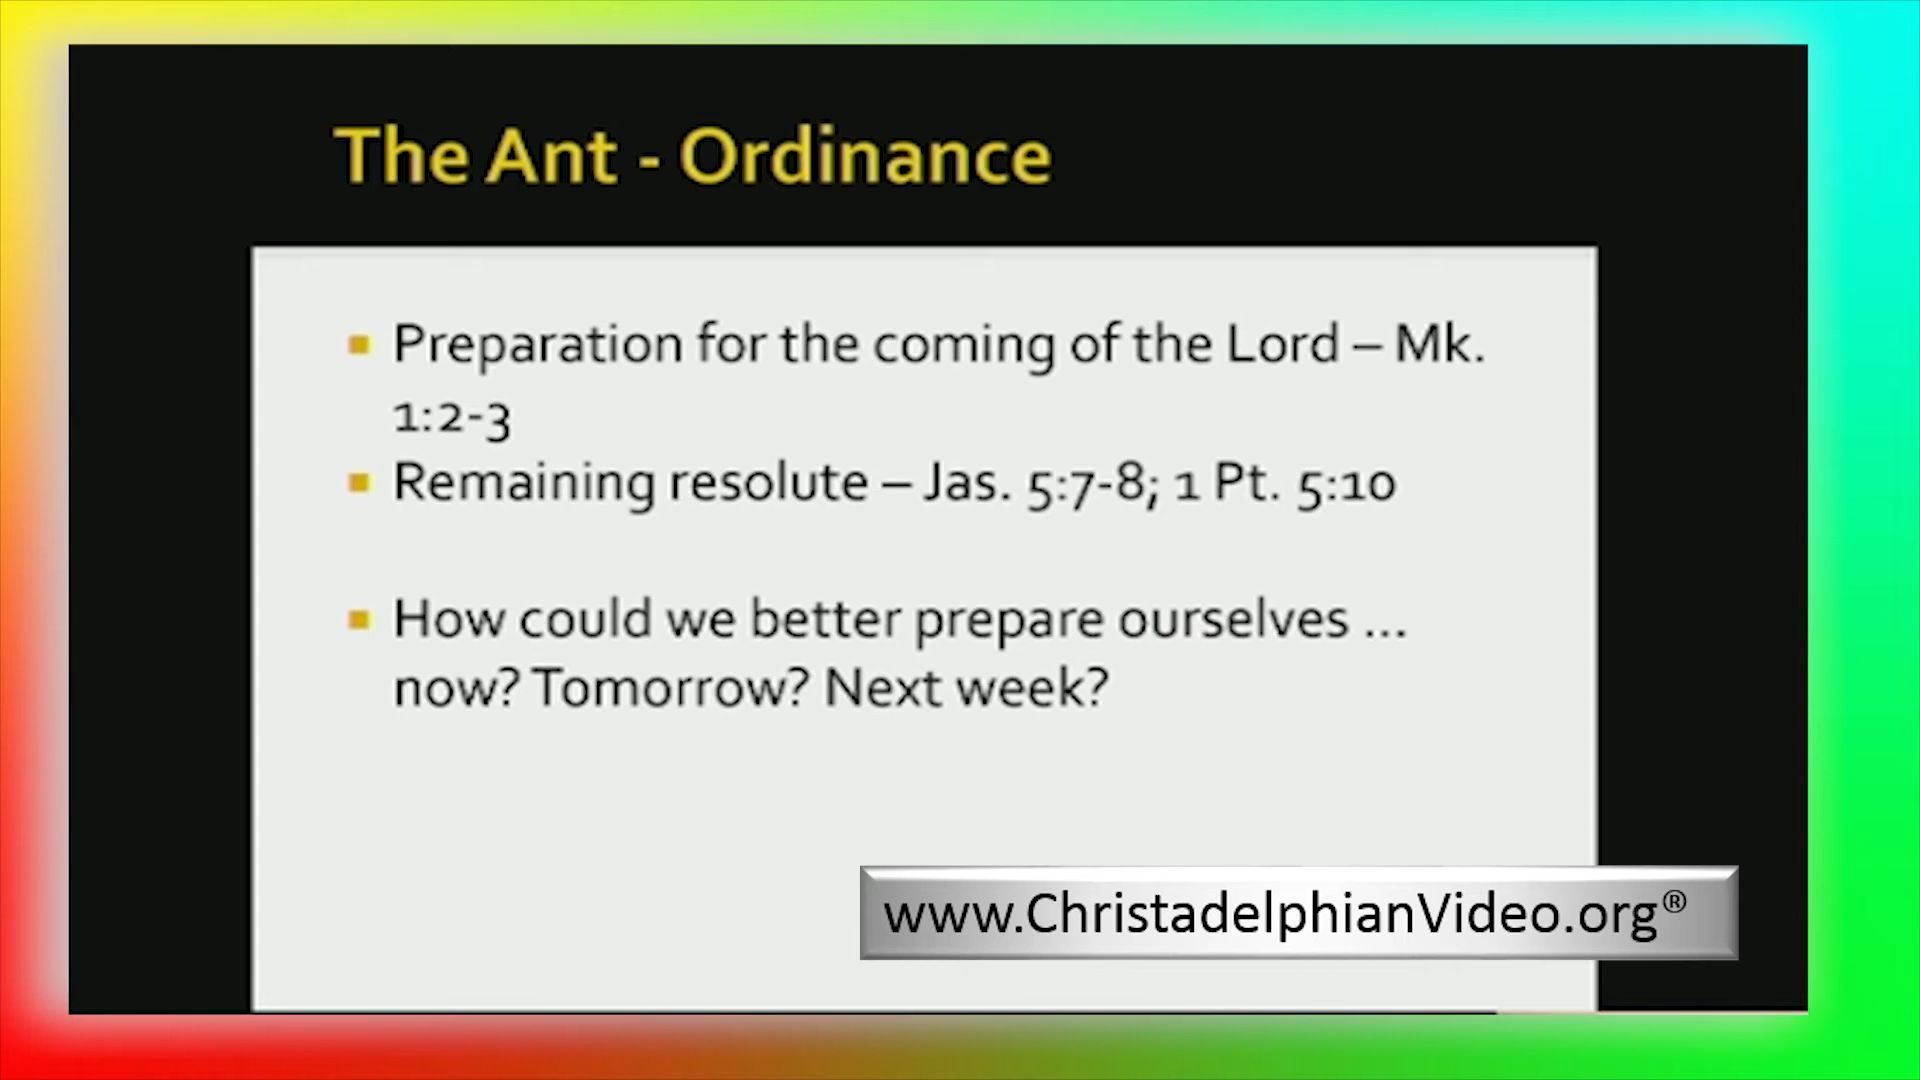 The Ant - Ordinance
Preparation for the coming of the Lord – Mk.
1:2-3
Remaining resolute – Jas. 5:7-8; 1 Pt. 5:10
How could we better prepare ourselves ...
now? Tomorrow? Next week?
www.ChristadelphianVideo.org®